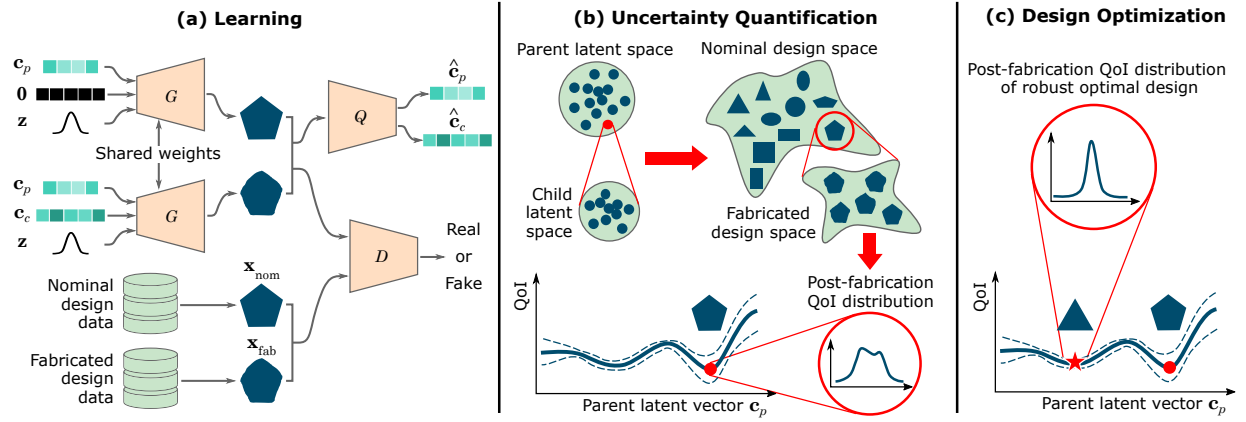 (a) Learning
c_p
0
z
G
Shared weights
c_p
c_c
z
G
Q
ĉ_p
ĉ_c
D
Real
or
Fake
Nominal
design
data
x_nom
Fabricated
design
data
x_fab
(b) Uncertainty Quantification
Parent latent space
Nominal design space
Child
latent
space
Fabricated
design space
Post-fabrication
QoI distribution
QoI
Parent latent vector c_p
(c) Design Optimization
Post-fabrication QoI distribution
of robust optimal design
QoI
Parent latent vector c_p